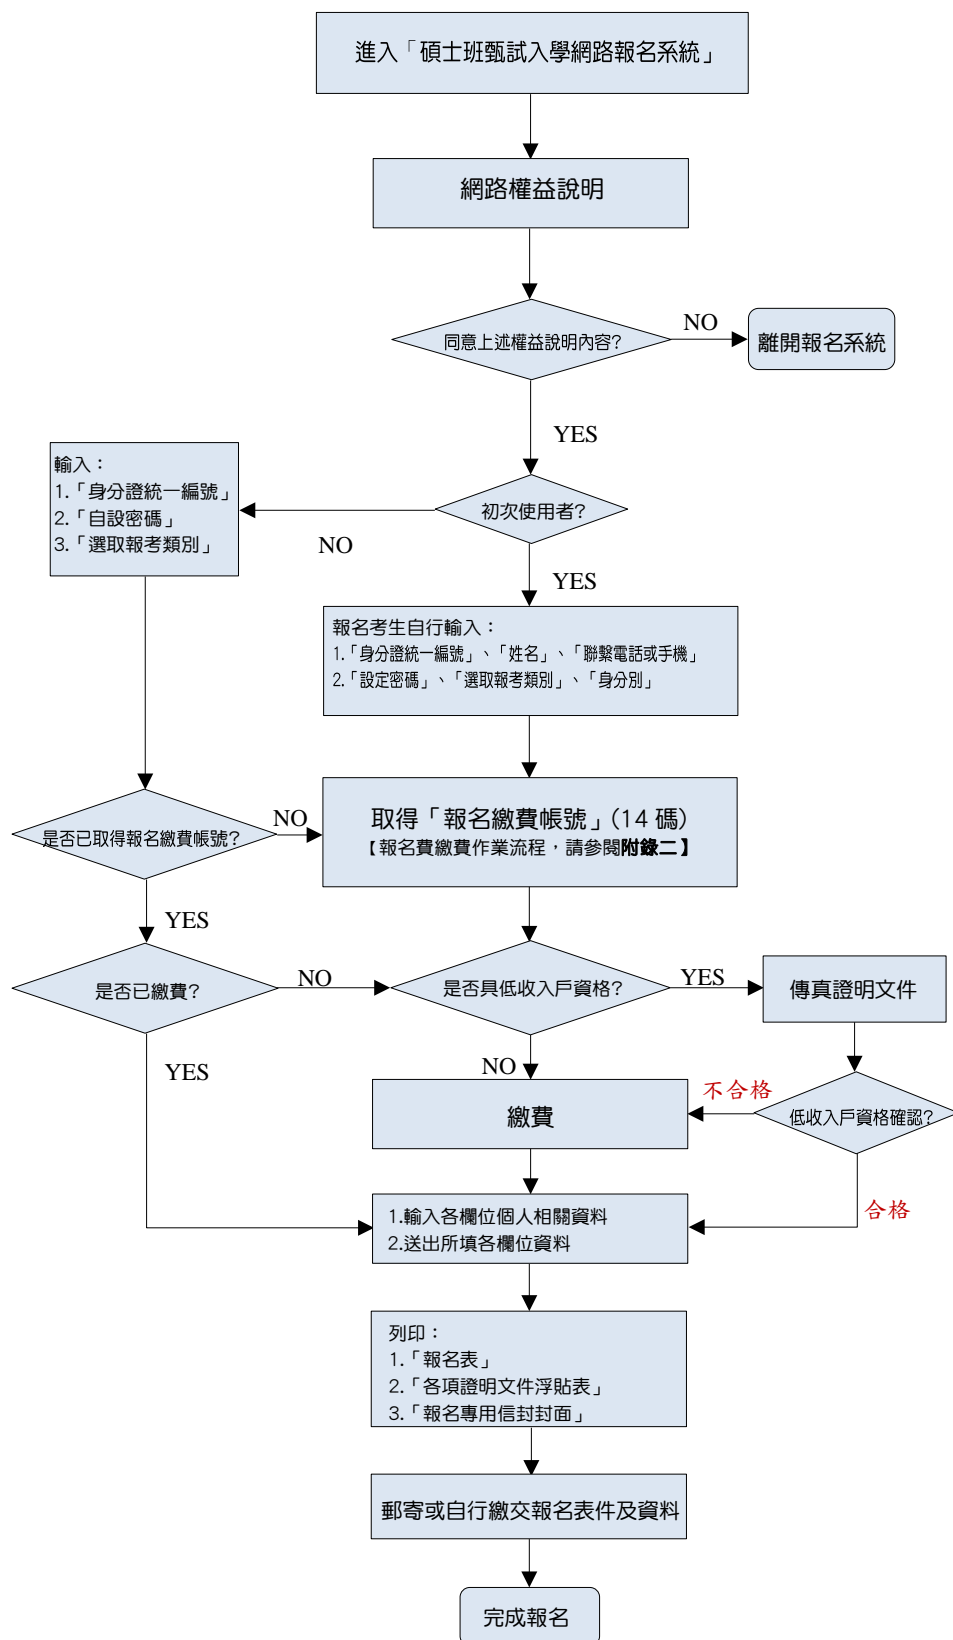 進入「碩士班甄試入學網路報名系統」
網路權益說明
同意上述權益說明內容?
NO
離開報名系統
YES
輸入：
1.「身分證統一編號」
2.「自設密碼」
3.「選取報考類別」
初次使用者?
NO
YES
報名考生自行輸入：
1.「身分證統一編號」、「姓名」、「聯繫電話或手機」
2.「設定密碼」、「選取報考類別」、「身分別」
是否已取得報名繳費帳號?
NO
取得「報名繳費帳號」(14 碼)
【報名費繳費作業流程，請參閱附錄二】
YES
是否已繳費?
NO
是否具低收入戶資格?
YES
傳真證明文件
YES
NO
繳費
不合格
低收入戶資格確認?
合格
1.輸入各欄位個人相關資料
2.送出所填各欄位資料
列印：
1.「報名表」
2.「各項證明文件浮貼表」
3.「報名專用信封封面」
郵寄或自行繳交報名表件及資料
完成報名